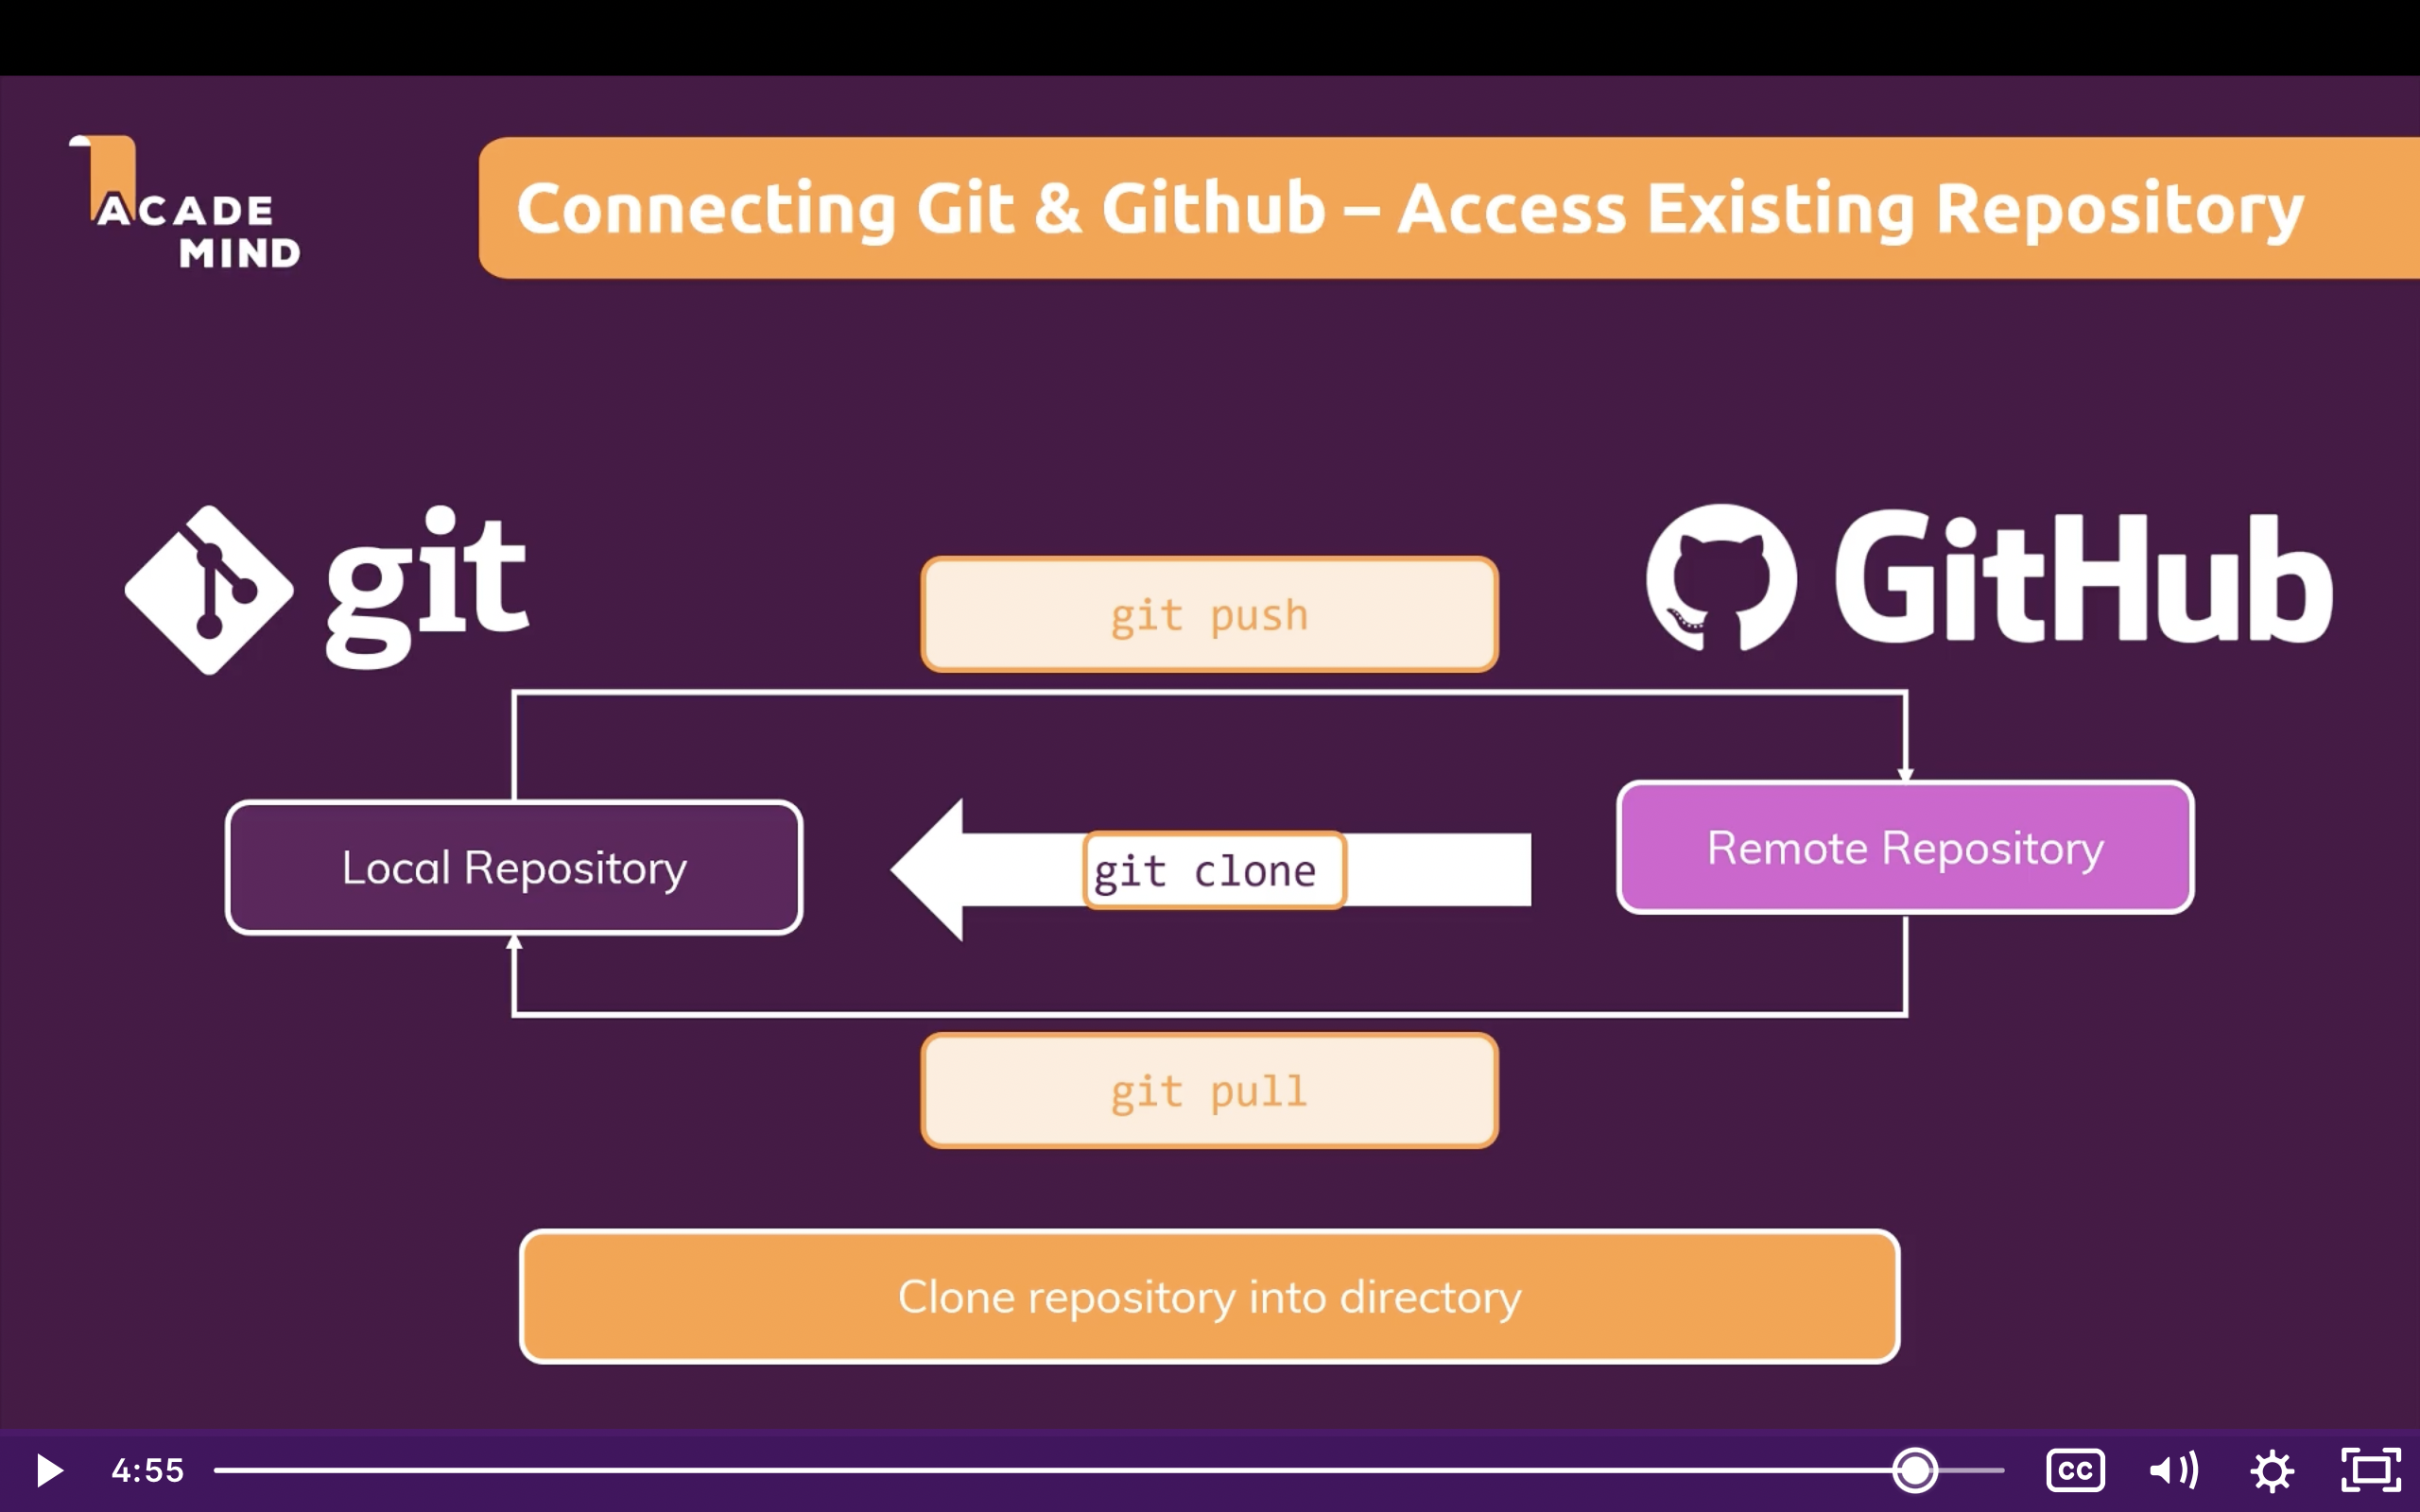 ACADE
MIND
Connecting Git & Github – Access Existing Repository
git
GitHub
git push
Local Repository
git clone
Remote Repository
git pull
Clone repository into directory
4:55
CC